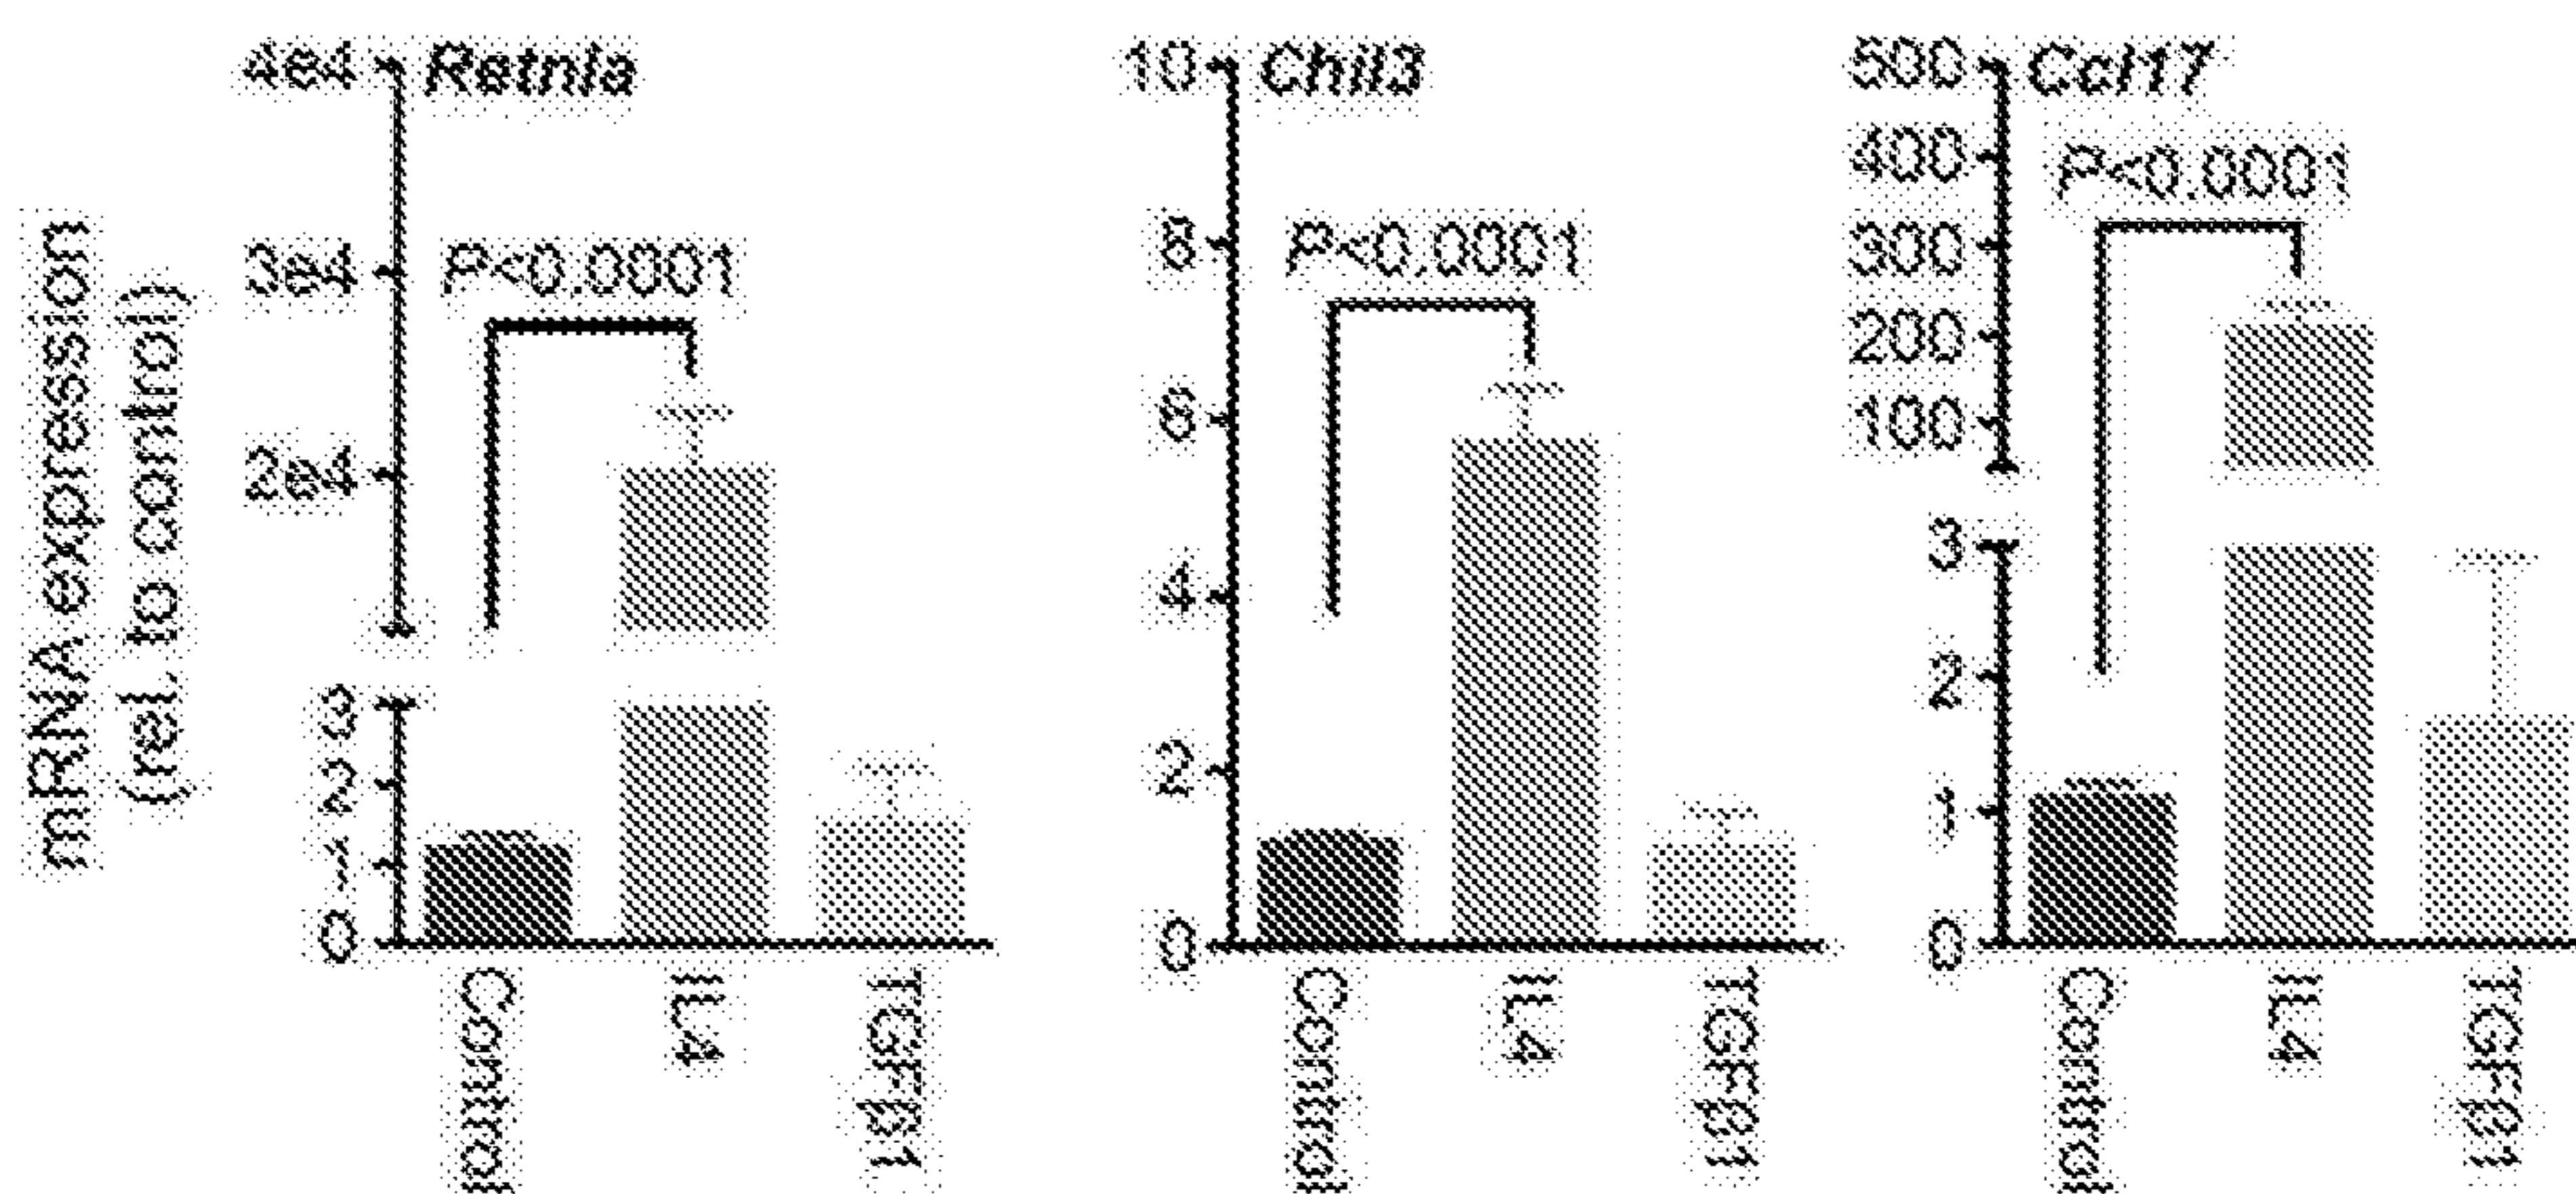 mRNA expression
(rel. to control)
Retnla
4e4
3e4
2e4
3
2
1
0
P<0.0001
Control
IL4
TGFβ1
Chil3
10
8
6
4
2
0
P<0.0001
Control
IL4
TGFβ1
Ccl17
500
400
300
200
100
3
2
1
0
P<0.0001
Control
IL4
TGFβ1